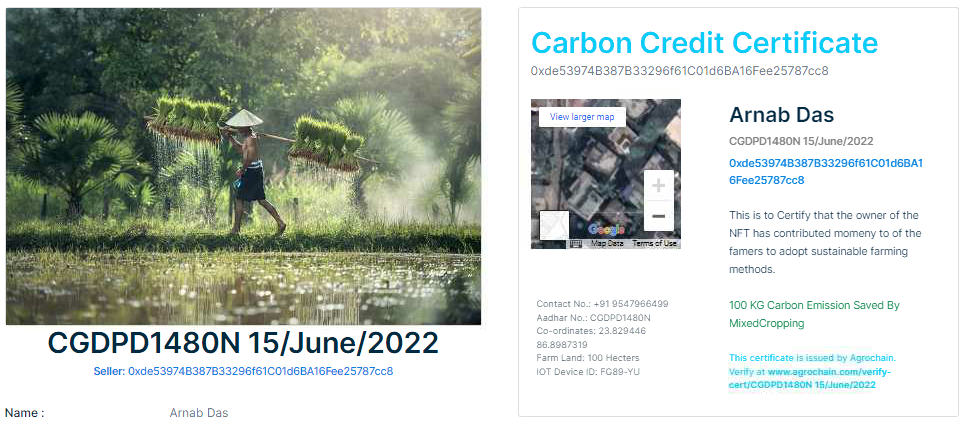 CGDPD1480N 15/June/2022
Seller: 0xde53974B387B33296f61C01d6BA16Fee25787cc8
Name : Arnab Das
Carbon Credit Certificate
0xde53974B387B33296f61C01d6BA16Fee25787cc8
View larger map
Google
Map Data Terms of Use
Contact No.: +91 9547966499
Aadhar No.: CGDPD1480N
Co-ordinates: 23.829446
86.8987319
Farm Land: 100 Hecters
IOT Device ID: FG89-YU
Arnab Das
CGDPD1480N 15/June/2022
0xde53974B387B33296f61C01d6BA1
6Fee25787cc8
This is to Certify that the owner of the
NFT has contributed momeny to of the
famers to adopt sustainable farming
methods.
100 KG Carbon Emission Saved By
MixedCropping
This certificate is issued by Agrochain.
Verify at www.agrochain.com/verify-
cert/CGDPD1480N 15/June/2022